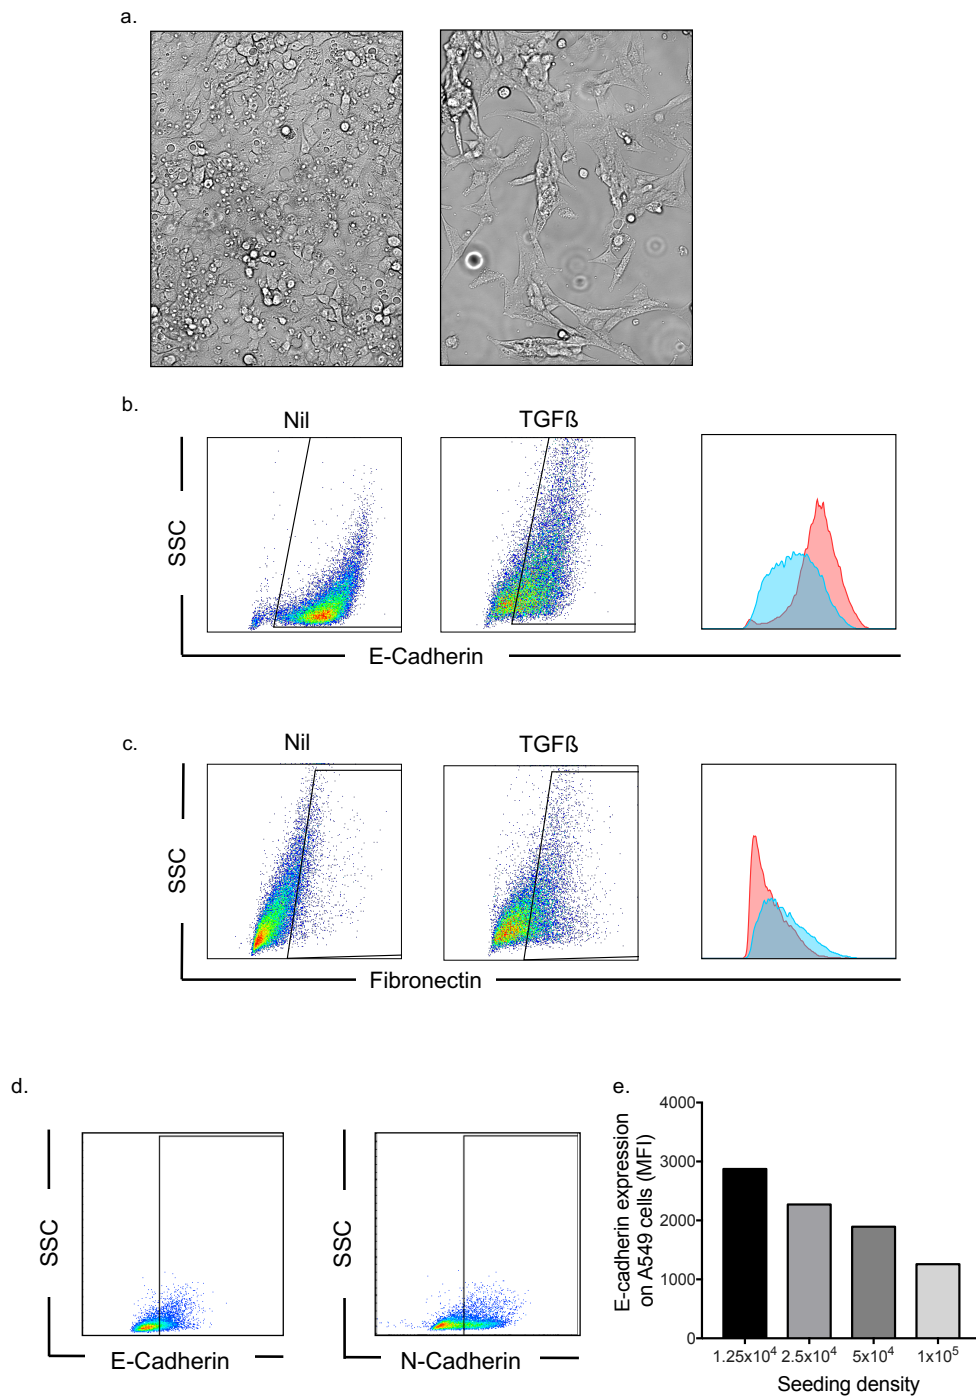 a.
b.
Nil
TGFß
SSC
E-Cadherin
c.
Nil
TGFß
SSC
Fibronectin
d.
SSC
E-Cadherin
SSC
N-Cadherin
e.
E-cadherin expression
on A549 cells (MFI)
4000
3000
2000
1000
0
1.25x10⁴ 2.5x10⁴ 5x10⁴ 1x10⁵
Seeding density